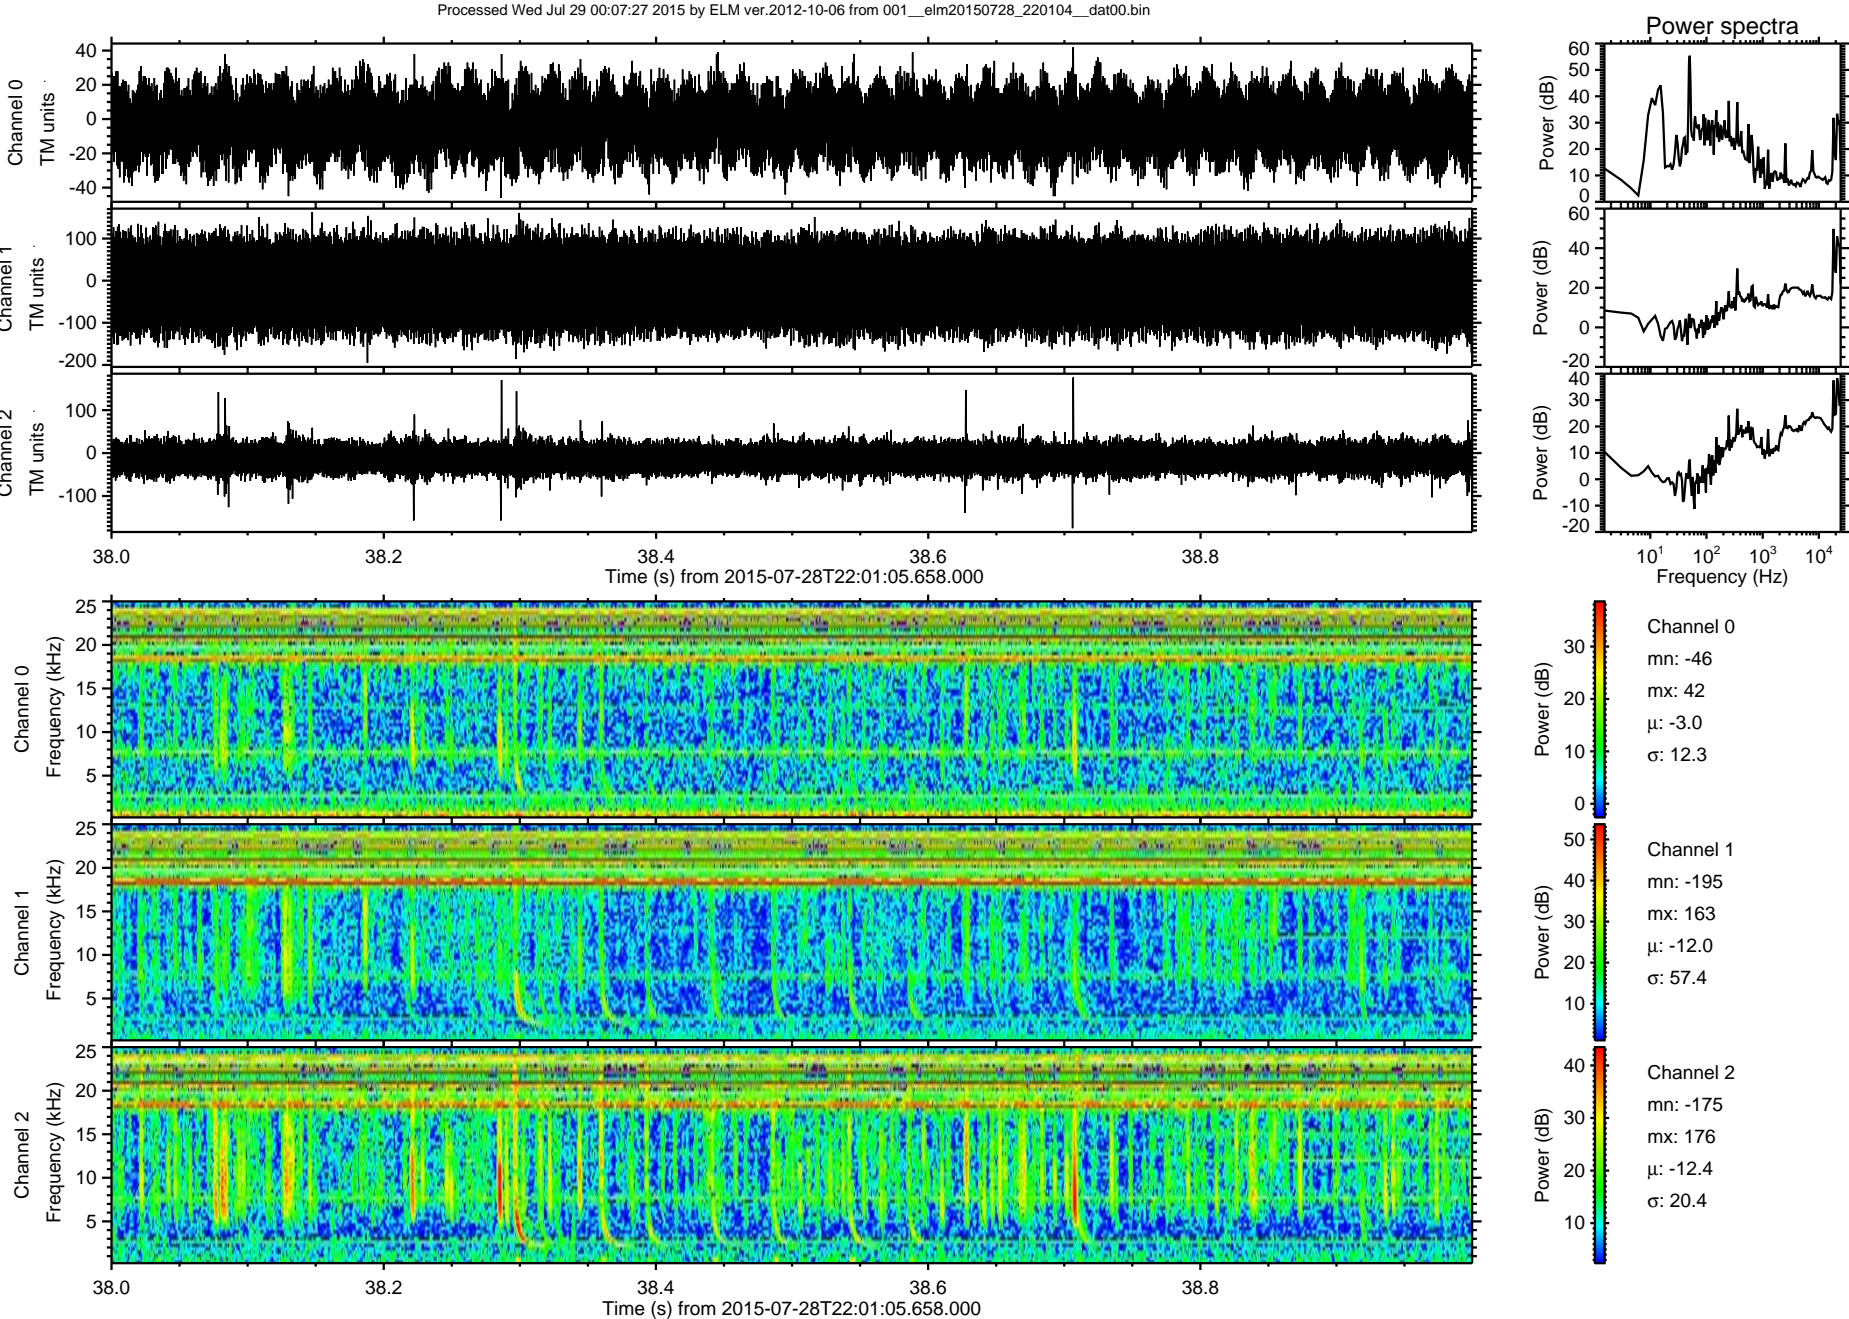 Processed Wed Jul 29 00:07:27 2015 by ELM ver.2012-10-06 from 001__elm20150728_220104__dat00.bin
Power spectra
Channel 0
TM units
40
20
0
-20
-40
Power (dB)
60
50
40
30
20
10
0
Channel 1
TM units
100
0
-100
-200
Power (dB)
60
40
20
0
-20
Channel 2
TM units
100
0
-100
Power (dB)
40
30
20
10
0
-10
-20
38.0 38.2 38.4 38.6 38.8
Time (s) from 2015-07-28T22:01:05.658.000
10¹ 10² 10³ 10⁴
Frequency (Hz)
Channel 0
Frequency (kHz)
25
20
15
10
5
Power (dB)
30
20
10
0
Channel 0
mn: -46
mx: 42
µ: -3.0
σ: 12.3
Channel 1
Frequency (kHz)
25
20
15
10
5
Power (dB)
50
40
30
20
10
Channel 1
mn: -195
mx: 163
µ: -12.0
σ: 57.4
Channel 2
Frequency (kHz)
25
20
15
10
5
Power (dB)
40
30
20
10
Channel 2
mn: -175
mx: 176
µ: -12.4
σ: 20.4
38.0 38.2 38.4 38.6 38.8
Time (s) from 2015-07-28T22:01:05.658.000